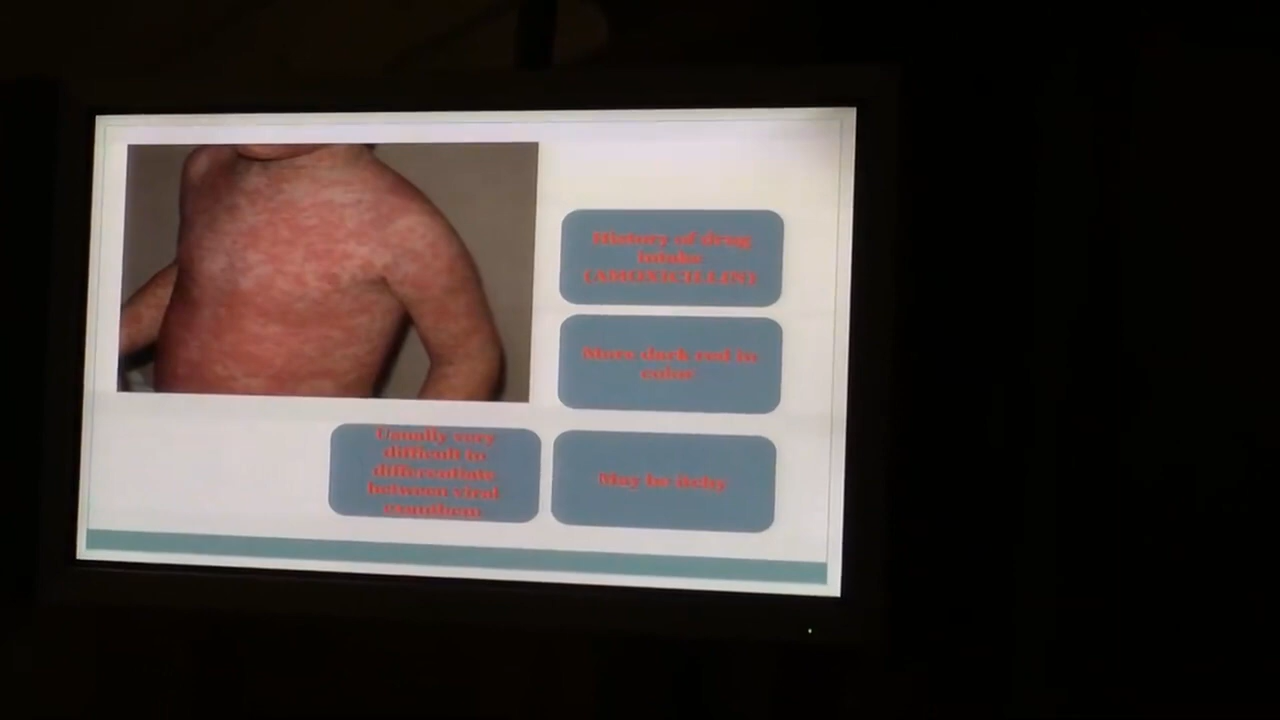 History of drug
intake
(AMOXICILLIN)
More dark red in
color
Usually very
difficult to
differentiate
between viral
exanthem
May be itchy